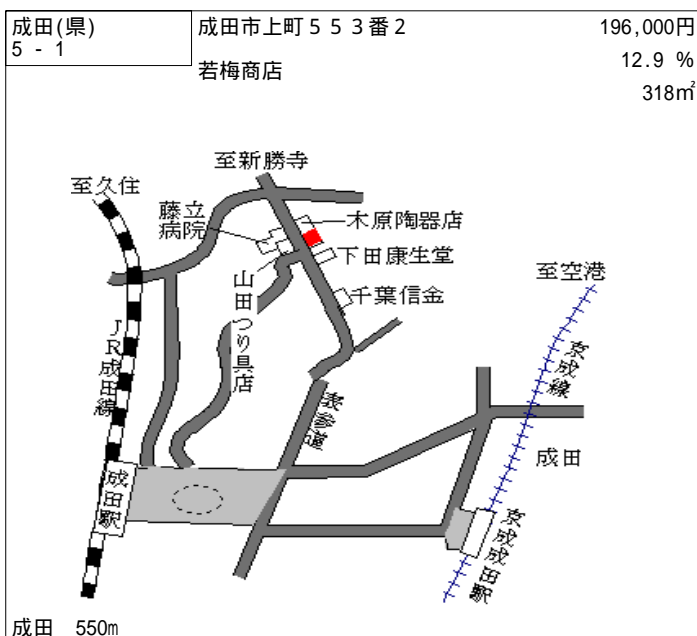 成田(県)
5 - 1
成田市上町５５３番２
若梅商店
196,000円
12.9 %
318㎡
至新勝寺
至久住
藤立
病院
木原陶器店
下田康生堂
山田つり具店
千葉信金
至空港
JR成田線
京成線
表参道
成田
成田駅
京成成田駅
成田　550m